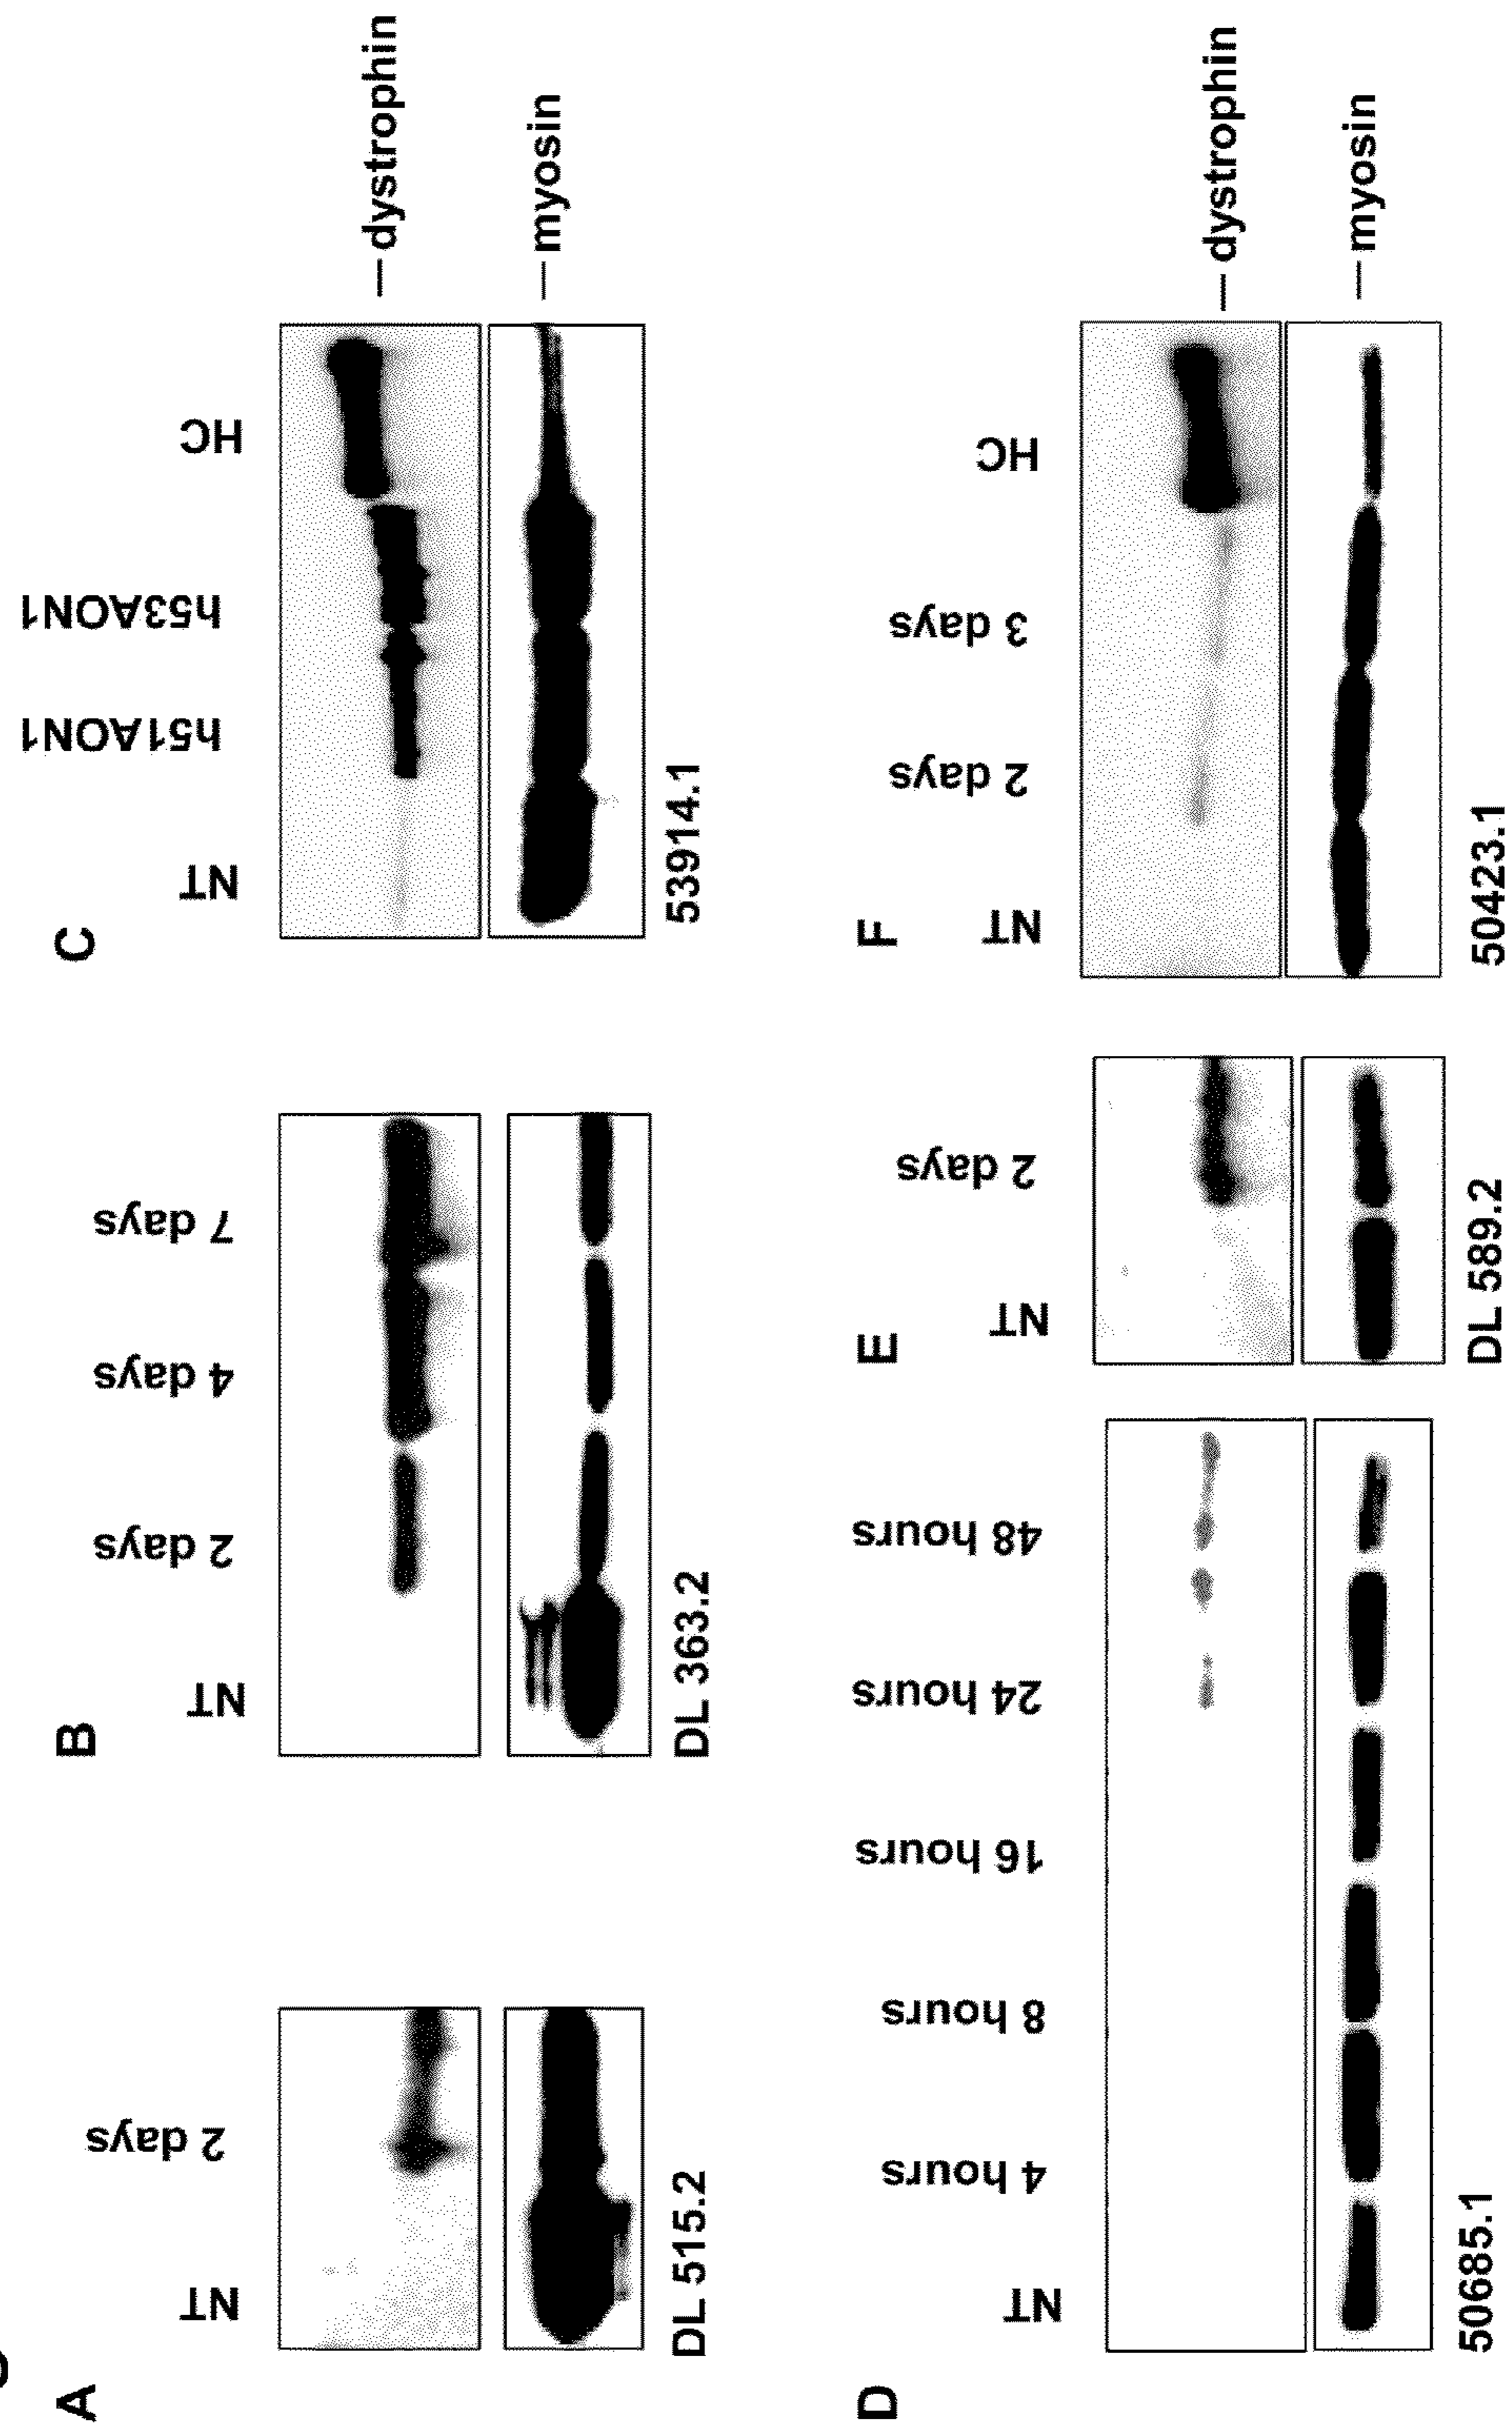 A
NT
2 days
DL 515.2
B
NT
2 days
4 days
7 days
DL 363.2
C
NT
h51AON1
h53AON1
HC
dystrophin
myosin
53914.1
D
NT
4 hours
8 hours
16 hours
24 hours
48 hours
50685.1
E
NT
2 days
DL 589.2
F
NT
2 days
3 days
HC
dystrophin
myosin
50423.1